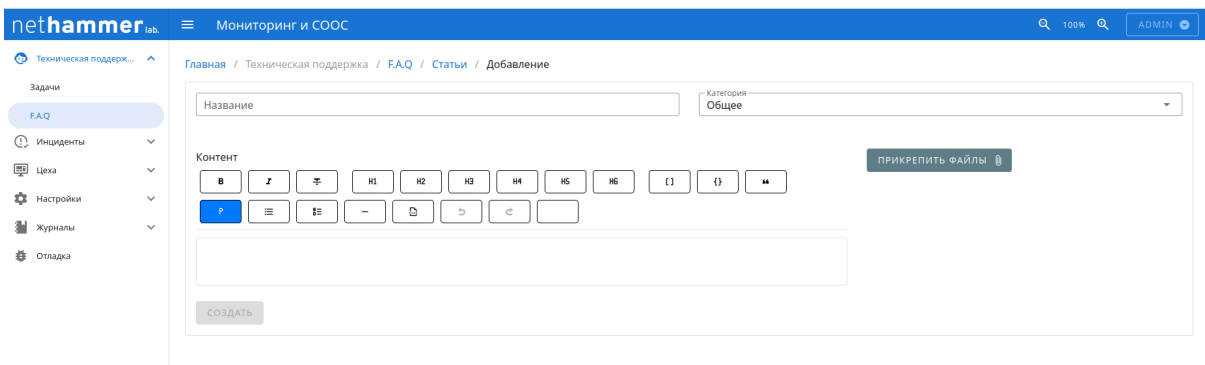 nethammer lab.
Мониторинг и СООС
100%
ADMIN
Техническая поддерж...
Задачи
F.A.Q
Инциденты
Цеха
Настройки
Журналы
Отладка
Главная / Техническая поддержка / F.A.Q / Статьи / Добавление
Название
Категория
Общее
Контент
ПРИКРЕПИТЬ ФАЙЛЫ
B I T H1 H2 H3 H4 H5 H6 [ ] { } “
P
СОЗДАТЬ